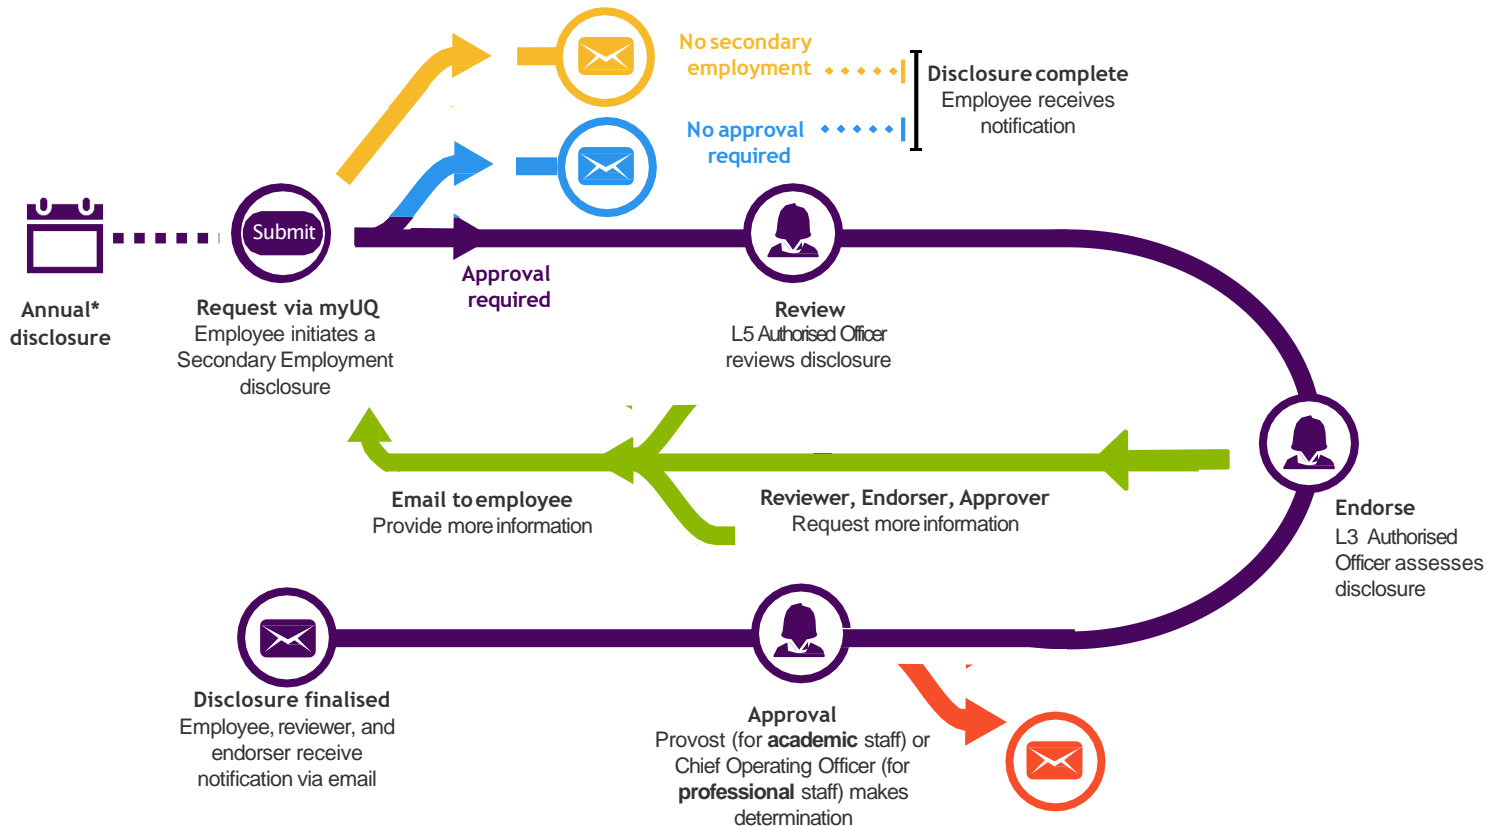 No secondary
employment
Disclosure complete
Employee receives
notification
No approval
required
Submit
Approval
required
Annual*
disclosure
Request via myUQ
Employee initiates a
Secondary Employment
disclosure
Review
L5 Authorised Officer
reviews disclosure
Email to employee
Provide more information
Reviewer, Endorser, Approver
Request more information
Endorse
L3 Authorised
Officer assesses
disclosure
Disclosure finalised
Employee, reviewer, and
endorser receive
notification via email
Approval
Provost (for academic staff) or
Chief Operating Officer (for
professional staff) makes
determination